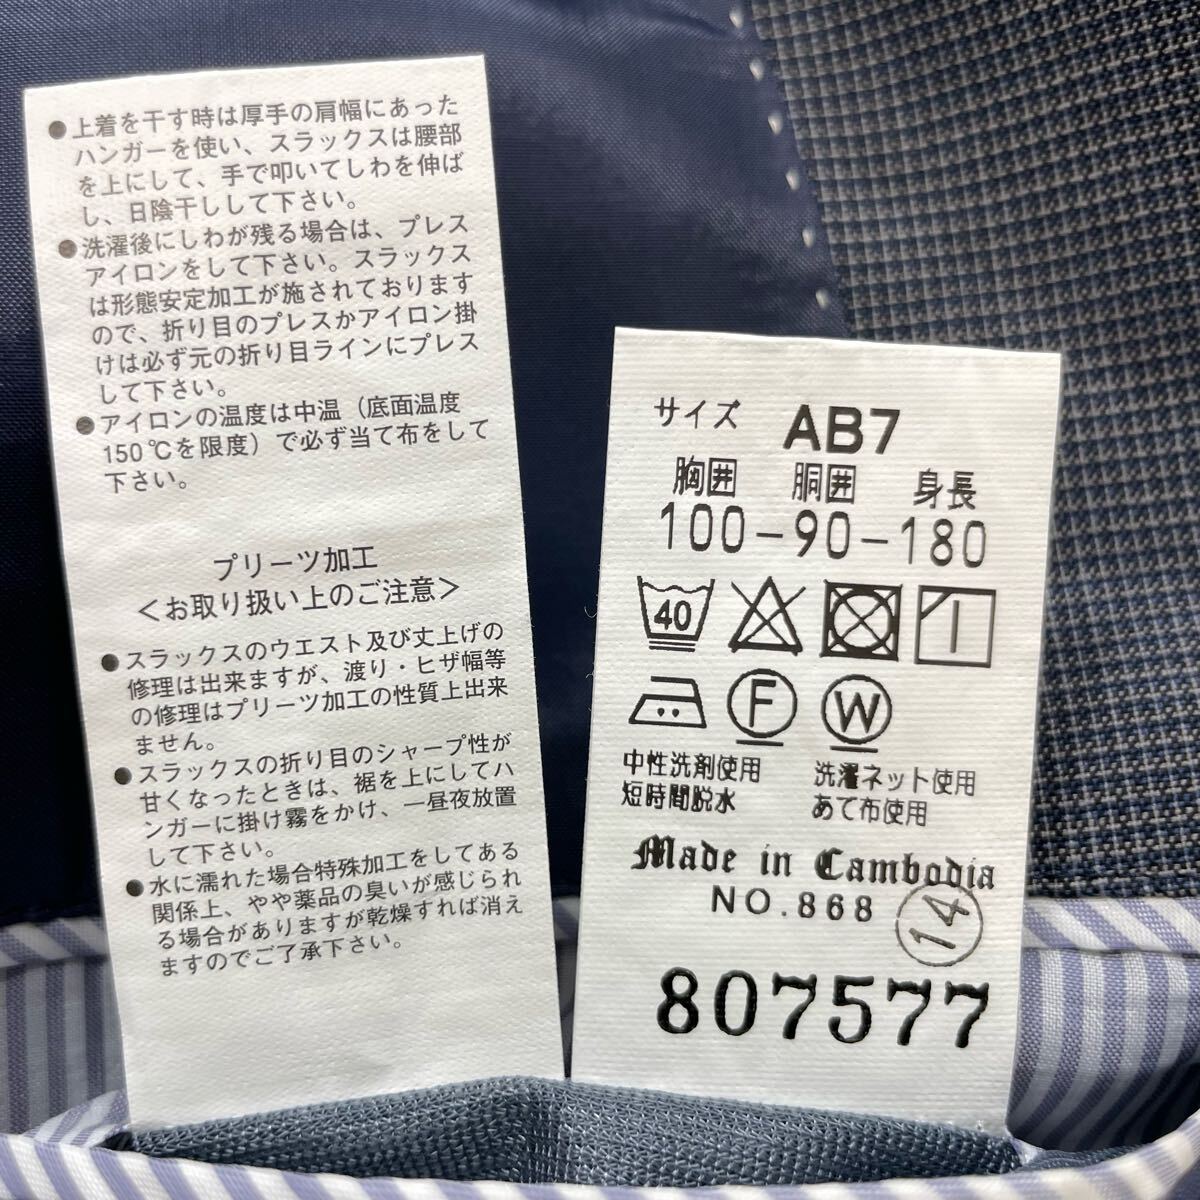 ●上着を干す時は厚手の肩幅にあった
ハンガーを使い、スラックスは腰部
を上にして、手で叩いてしわを伸ば
し、日陰干しして下さい。
●洗濯後にしわが残る場合は、プレス
アイロンをして下さい。スラックス
は形態安定加工が施されております
ので、折り目のプレスかアイロン掛
けは必ず元の折り目ラインにプレス
して下さい。
●アイロンの温度は中温（底面温度
150℃を限度）で必ず当て布をして
下さい。
プリーツ加工
＜お取り扱い上のご注意＞
●スラックスのウエスト及び丈上げの
修理は出来ますが、渡り・ヒザ幅等
の修理はプリーツ加工の性質上出来
ません。
●スラックスの折り目のシャープ性が
甘くなったときは、裾を上にしてハ
ンガーに掛け霧をかけ、一昼夜放置
して下さい。
●水に濡れた場合特殊加工をしてある
関係上、やや薬品の臭いが感じられ
る場合がありますが乾燥すれば消え
ますのでご了承下さい。
サイズ AB7
胸囲 胴囲 身長
100-90-180
40
F W
中性洗剤使用 洗濯ネット使用
短時間脱水 あて布使用
Made in Cambodia
NO.868 14
807577